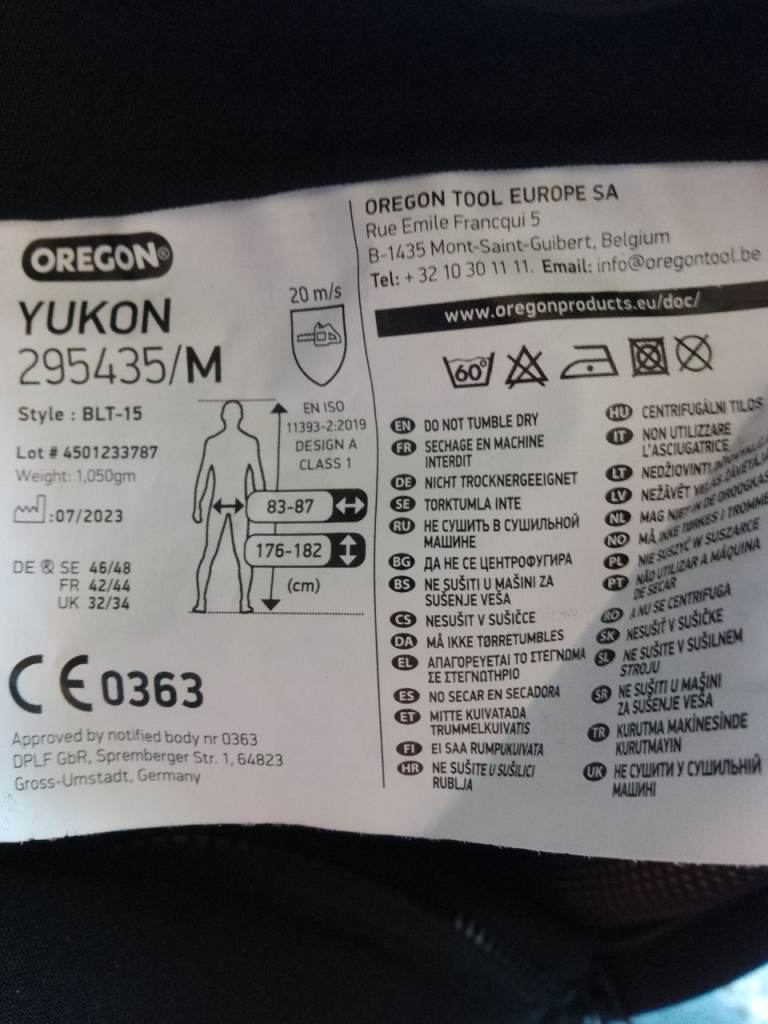 OREGON®
YUKON
295435/M
Style : BLT-15
Lot # 4501233787
Weight: 1,050gm
:07/2023
DE & SE 46/48
FR 42/44
UK 32/34
20 m/s
EN ISO
11393-2:2019
DESIGN A
CLASS 1
83-87
176-182
(cm)
CE 0363
Approved by notified body nr 0363
DPLF GbR, Spremberger Str. 1, 64823
Gross-Umstadt, Germany
OREGON TOOL EUROPE SA
Rue Emile Francqui 5
B-1435 Mont-Saint-Guibert, Belgium
Tel: + 32 10 30 11 11. Email: info@oregontool.be
www.oregonproducts.eu/doc/
60°
EN DO NOT TUMBLE DRY
FR SECHAGE EN MACHINE
INTERDIT
DE NICHT TROCKNERGEEIGNET
SE TORKTUMLA INTE
RU НЕ СУШИТЬ В СУШИЛЬНОЙ
МАШИНЕ
BG ДА НЕ СЕ ЦЕНТРОФУГИРА
BS NE SUŠITI U MAŠINI ZA
SUŠENJE VEŠA
CS NESUŠIT V SUŠIČCE
DA MÅ IKKE TØRRETUMBLES
EL ΑΠΑΓΟΡΕΥΕΤΑΙ ΤΟ ΣΤΕΓΝΩΜΑ
ΣΕ ΣΤΕΓΝΩΤΗΡΙΟ
ES NO SECAR EN SECADORA
ET MITTE KUIVATADA
TRUMMELKUIVATIS
FI EI SAA RUMPUKUIVATA
HR NE SUŠITE U SUŠILICI
RUBLJA
HU CENTRIFUGÁLNI TILOS
IT NON UTILIZZARE
L'ASCIUGATRICE
LT NEDŽIOVINTI
LV NEŽĀVĒT VEĻAS ŽĀVĒTĀJĀ
NL MAG NIET IN DE DROOGKAS
NO MÅ IKKE TØRKES I TROMME
PL NIE SUSZYĆ W SUSZARCE
PT NÃO UTILIZAR A MÁQUINA
DE SECAR
RO A NU SE CENTRIFUGA
SK NESUŠIŤ V SUŠIČKE
SL NE SUŠITE V SUŠILNEM
STROJU
SR NE SUŠITI U MAŠINI
ZA SUŠENJE VEŠA
TR KURUTMA MAKİNESİNDE
KURUTMAYIN
UK НЕ СУШИТИ У СУШИЛЬНІЙ
МАШИНІ